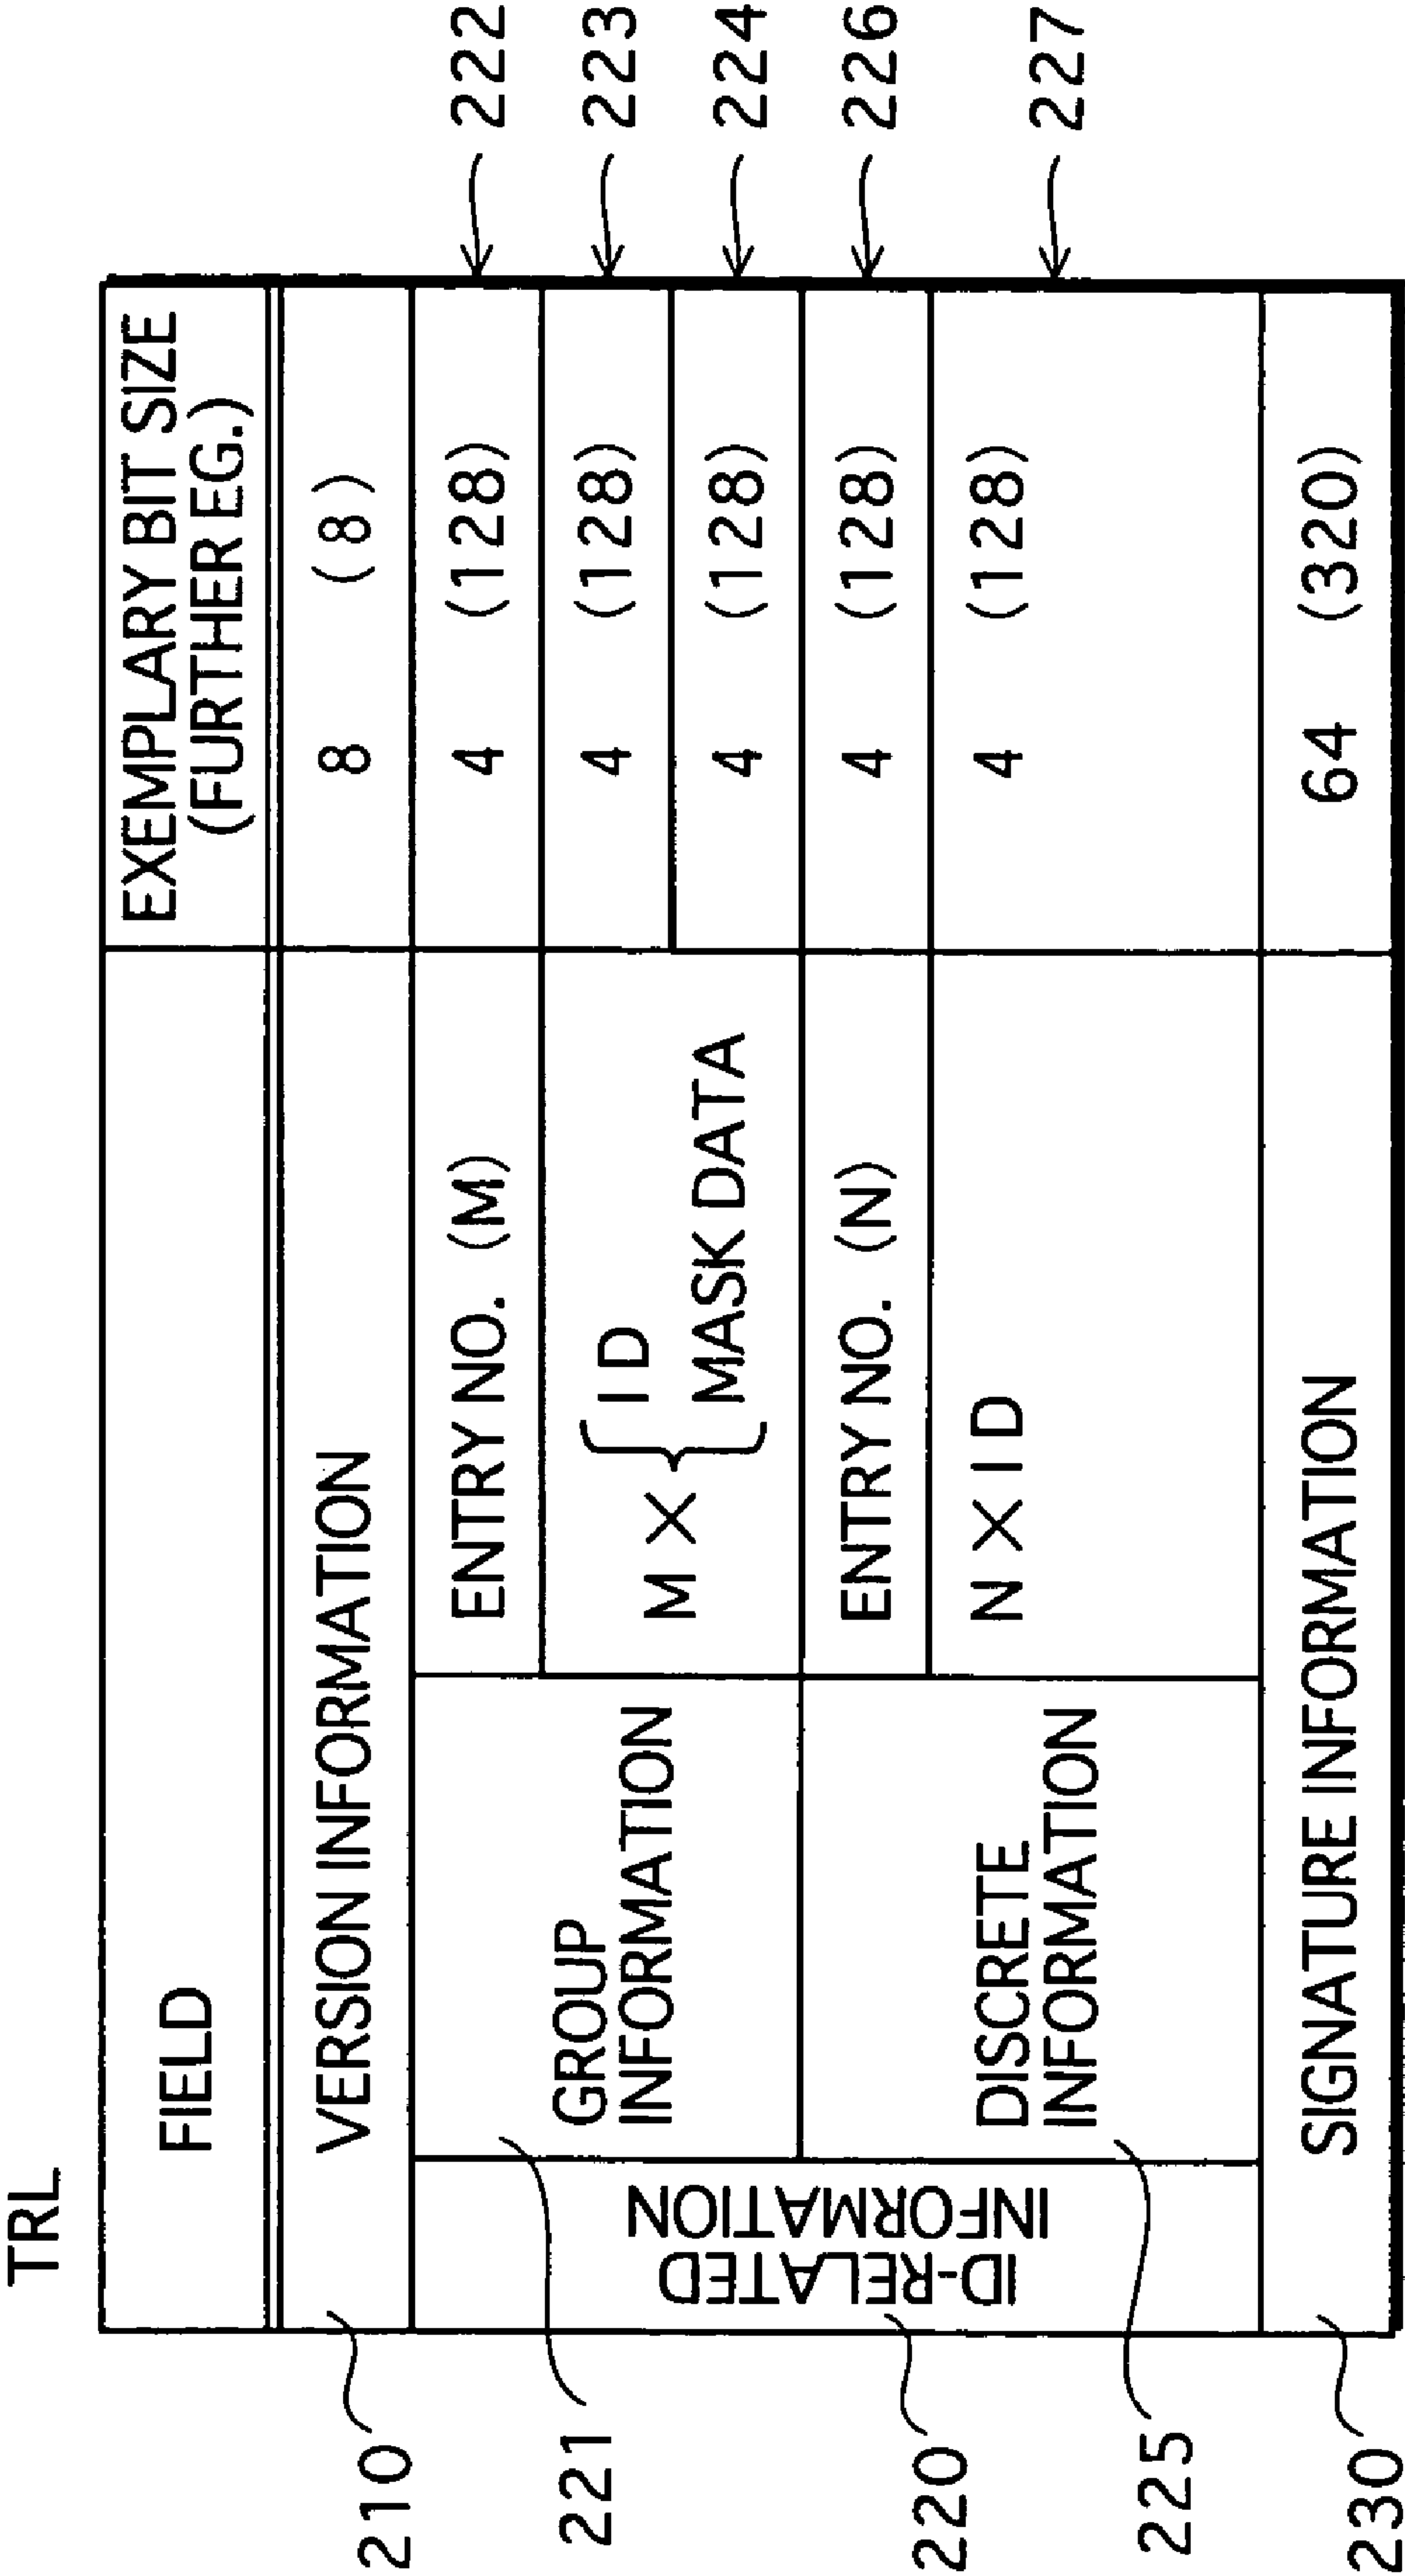 TRL
FIELD
EXEMPLARY BIT SIZE
(FURTHER EG.)
210
VERSION INFORMATION
8 (8)
220
ID-RELATED
INFORMATION
221
GROUP
INFORMATION
ENTRY NO. (M)
4 (128)
222
M × { ID
4 (128)
223
MASK DATA
4 (128)
224
225
DISCRETE
INFORMATION
ENTRY NO. (N)
4 (128)
226
N × ID
4 (128)
227
230
SIGNATURE INFORMATION
64 (320)